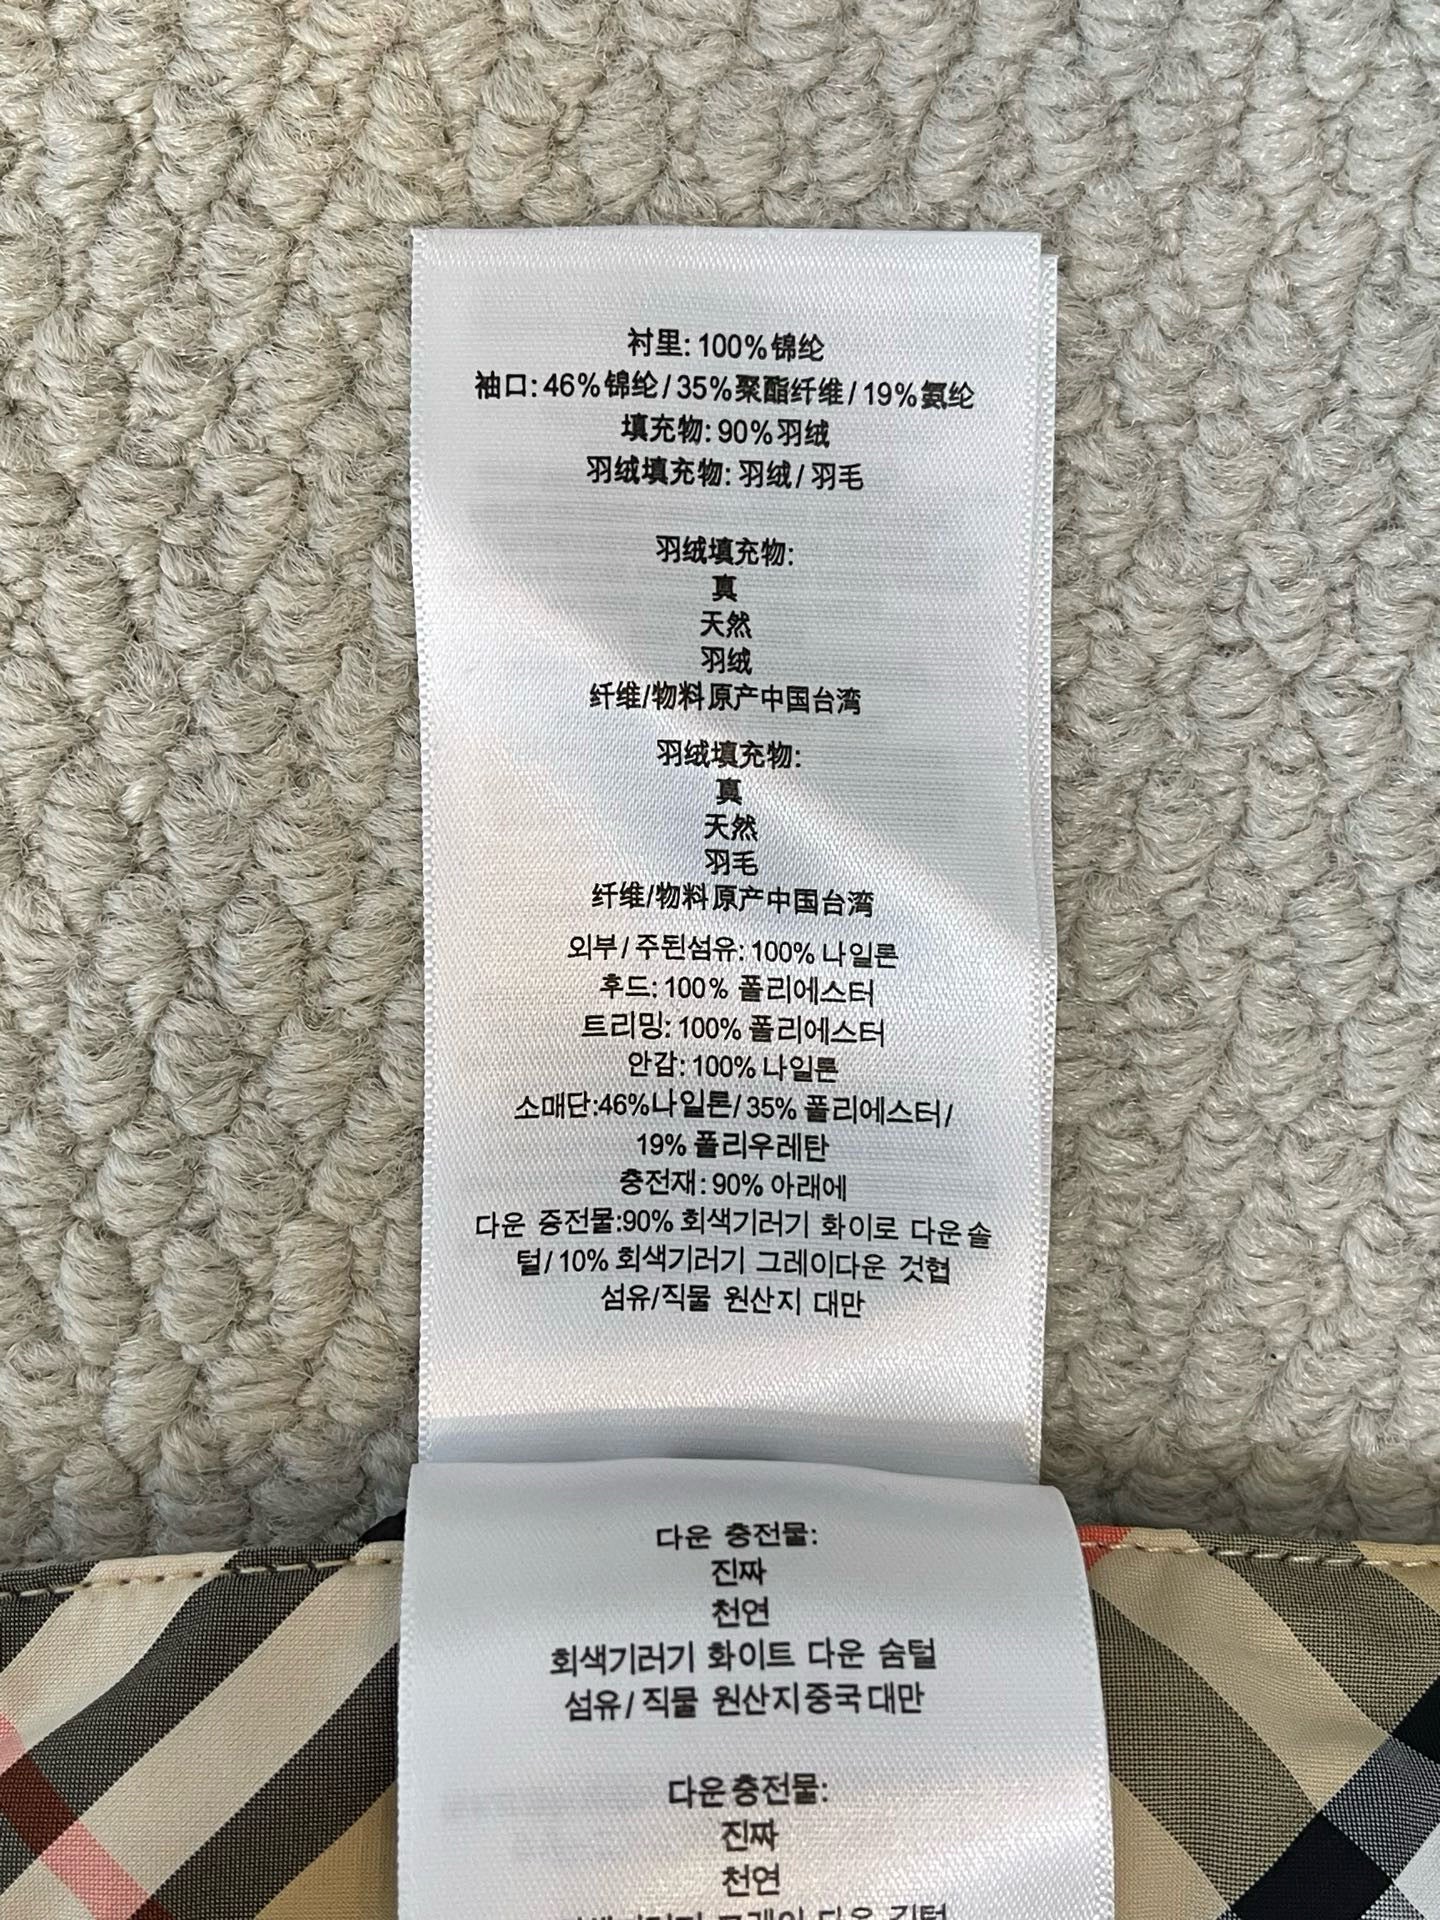 衬里: 100%锦纶
袖口: 46%锦纶 / 35%聚酯纤维 / 19%氨纶
填充物: 90%羽绒
羽绒填充物: 羽绒 / 羽毛
羽绒填充物:
真
天然
羽绒
纤维/物料原产中国台湾
羽绒填充物:
真
天然
羽毛
纤维/物料原产中国台湾
외부 / 주된섬유: 100% 나일론
후드: 100% 폴리에스터
트리밍: 100% 폴리에스터
안감: 100% 나일론
소매단:46%나일론/ 35% 폴리에스터/
19% 폴리우레탄
충전재: 90% 아래에
다운 증전물:90% 회색기러기 화이로 다운솔
털/ 10% 회색기러기 그레이다운 것협
섬유/직물 원산지 대만
다운 충전물:
진짜
천연
회색기러기 화이트 다운 숨털
섬유/ 직물 원산지중국대만
다운충전물:
진짜
천연